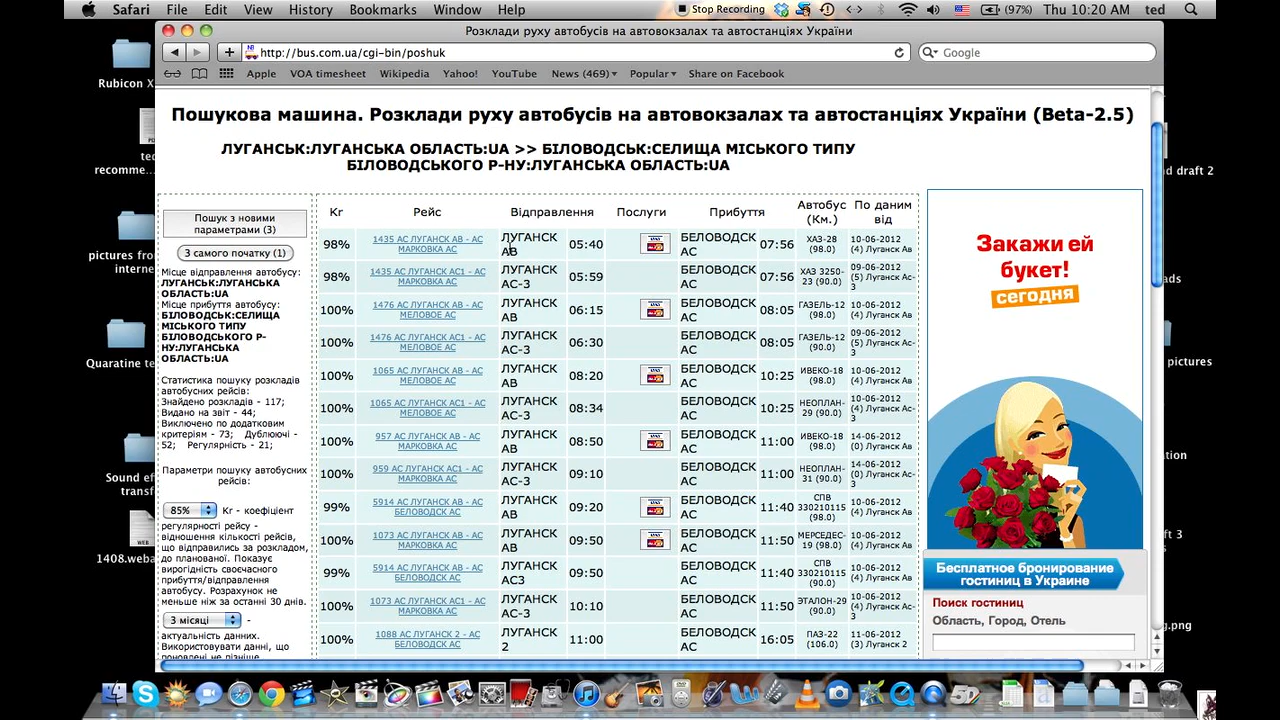 Safari File Edit View History Bookmarks Window Help Stop Recording (97%) Thu 10:20 AM ted
Розклади руху автобусів на автовокзалах та автостанціях України
http://bus.com.ua/cgi-bin/poshuk
Google
Apple VOA timesheet Wikipedia Yahoo! YouTube News (469) Popular Share on Facebook
Rubicon X
recomme...
pictures from
internet
Quaratine te
Sound ef
transf
1408.weba
Пошукова машина. Розклади руху автобусів на автовокзалах та автостанціях України (Beta-2.5)
ЛУГАНСЬК:ЛУГАНСЬКА ОБЛАСТЬ:UA >> БІЛОВОДСЬК:СЕЛИЩА МІСЬКОГО ТИПУ
БІЛОВОДСЬКОГО Р-НУ:ЛУГАНСЬКА ОБЛАСТЬ:UA
Пошук з новими
параметрами (3)
З самого початку (1)
Місце відправлення автобусу:
ЛУГАНСЬК:ЛУГАНСЬКА
ОБЛАСТЬ:UA
Місце прибуття автобусу:
БІЛОВОДСЬК:СЕЛИЩА
МІСЬКОГО ТИПУ
БІЛОВОДСЬКОГО Р-
НУ:ЛУГАНСЬКА
ОБЛАСТЬ:UA
Статистика пошуку розкладів
автобусних рейсів:
Знайдено розкладів - 117;
Видано на звіт - 44;
Виключено по додатковим
критеріям - 73; Дублюючі -
52; Регулярність - 21;
Параметри пошуку автобусних
рейсів:
85% Kr - коефіцієнт
регулярності рейсу -
відношення кількості рейсів,
що відправились за розкладом,
до планованої. Показує
вірогідність своєчасного
прибуття/відправлення
автобусів. Розрахунок не
меньше ніж за останні 30 днів.
3 місяці -
актуальність даних.
Використовувати данні, що
поновлені не пізніше
Kr Рейс Відправлення Послуги Прибуття Автобус (Км.) По даним від
98% 1435 АС ЛУГАНСК АВ - АС МАРКОВКА АС ЛУГАНСК АВ 05:40 БЕЛОВОДСК АС 07:56 ХАЗ-28 (98.0) 10-06-2012 (4) Луганск Ав
98% 1435 АС ЛУГАНСК АС1 - АС МАРКОВКА АС ЛУГАНСК АС-3 05:59 БЕЛОВОДСК АС 07:56 ХАЗ 3250-23 (90.0) 09-06-2012 (5) Луганск Ас-3
100% 1476 АС ЛУГАНСК АВ - АС МЕЛОВОЕ АС ЛУГАНСК АВ 06:15 БЕЛОВОДСК АС 08:05 ГАЗЕЛЬ-12 (98.0) 10-06-2012 (4) Луганск Ав
100% 1476 АС ЛУГАНСК АС1 - АС МЕЛОВОЕ АС ЛУГАНСК АС-3 06:30 БЕЛОВОДСК АС 08:05 ГАЗЕЛЬ-12 (90.0) 09-06-2012 (5) Луганск Ас-3
100% 1065 АС ЛУГАНСК АВ - АС МЕЛОВОЕ АС ЛУГАНСК АВ 08:20 БЕЛОВОДСК АС 10:25 ИВЕКО-18 (98.0) 10-06-2012 (4) Луганск Ав
100% 1065 АС ЛУГАНСК АС1 - АС МЕЛОВОЕ АС ЛУГАНСК АС-3 08:34 БЕЛОВОДСК АС 10:25 НЕОПЛАН-29 (90.0) 10-06-2012 (4) Луганск Ас-3
100% 957 АС ЛУГАНСК АВ - АС МАРКОВКА АС ЛУГАНСК АВ 08:50 БЕЛОВОДСК АС 11:00 ИВЕКО-18 (98.0) 14-06-2012 (0) Луганск Ав
100% 959 АС ЛУГАНСК АС1 - АС МАРКОВКА АС ЛУГАНСК АС-3 09:10 БЕЛОВОДСК АС 11:00 НЕОПЛАН-31 (90.0) 14-06-2012 (0) Луганск Ас-3
99% 5914 АС ЛУГАНСК АВ - АС БЕЛОВОДСК АС ЛУГАНСК АВ 09:20 БЕЛОВОДСК АС 11:40 СПВ 330210115 (98.0) 10-06-2012 (4) Луганск Ав
100% 1073 АС ЛУГАНСК АВ - АС МАРКОВКА АС ЛУГАНСК АВ 09:50 БЕЛОВОДСК АС 11:50 МЕРСЕДЕС-19 (98.0) 10-06-2012 (4) Луганск Ав
99% 5914 АС ЛУГАНСК АВ - АС БЕЛОВОДСК АС ЛУГАНСК АС3 09:50 БЕЛОВОДСК АС 11:40 СПВ 330210115 (90.0) 10-06-2012 (4) Луганск Ав
100% 1073 АС ЛУГАНСК АС1 - АС МАРКОВКА АС ЛУГАНСК АС-3 10:10 БЕЛОВОДСК АС 11:50 ЭТАЛОН-29 (90.0) 10-06-2012 (4) Луганск Ас-3
100% 1088 АС ЛУГАНСК 2 - АС БЕЛОВОДСК АС ЛУГАНСК 2 11:00 БЕЛОВОДСК АС 16:05 ПАЗ-22 (106.0) 11-06-2012 (3) Луганск 2
Закажи ей
букет!
сегодня
Бесплатное бронирование
гостиниц в Украине
Поиск гостиниц
Область, Город, Отель
nd draft 2
ads
pictures
ation
ft 3
g.png